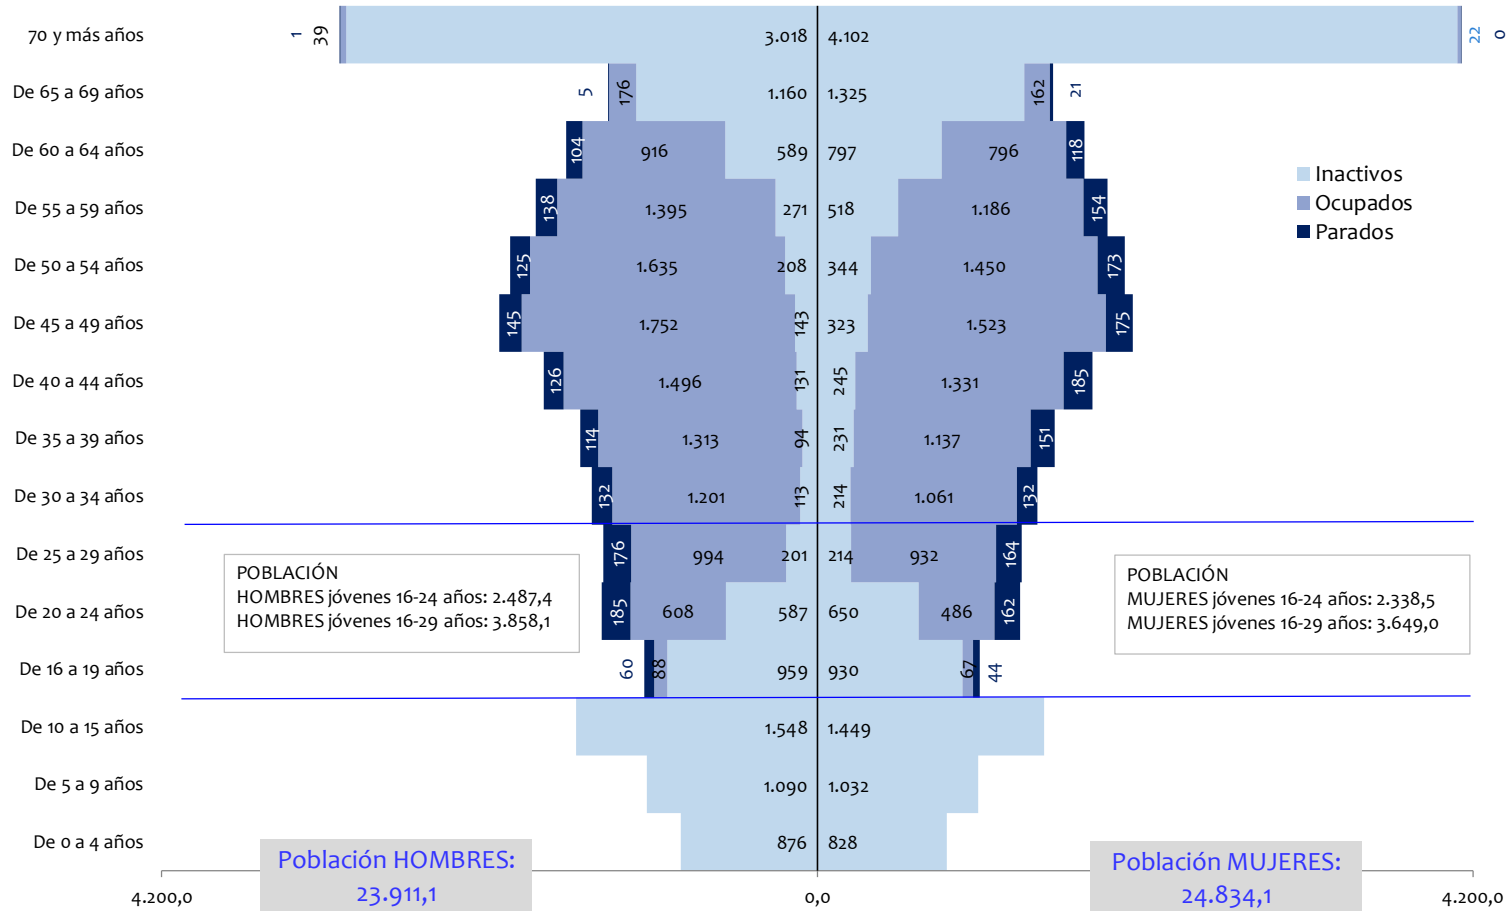 70 y más años 1 39 3.018 4.102 22 0
De 65 a 69 años 5 176 1.160 1.325 162 21
De 60 a 64 años 104 916 589 797 796 118
Inactivos
De 55 a 59 años 138 1.395 271 518 1.186 154
Ocupados
Parados
De 50 a 54 años 125 1.635 208 344 1.450 173
De 45 a 49 años 145 1.752 143 323 1.523 175
De 40 a 44 años 126 1.496 131 245 1.331 185
De 35 a 39 años 114 1.313 94 231 1.137 151
De 30 a 34 años 132 1.201 113 214 1.061 132
De 25 a 29 años 176 994 201 214 932 164
POBLACIÓN
HOMBRES jóvenes 16-24 años: 2.487,4
HOMBRES jóvenes 16-29 años: 3.858,1
POBLACIÓN
MUJERES jóvenes 16-24 años: 2.338,5
MUJERES jóvenes 16-29 años: 3.649,0
De 20 a 24 años 185 608 587 650 486 162
De 16 a 19 años 60 88 959 930 67 44
De 10 a 15 años 1.548 1.449
De 5 a 9 años 1.090 1.032
De 0 a 4 años 876 828
Población HOMBRES:
23.911,1
Población MUJERES:
24.834,1
4.200,0 0,0 4.200,0